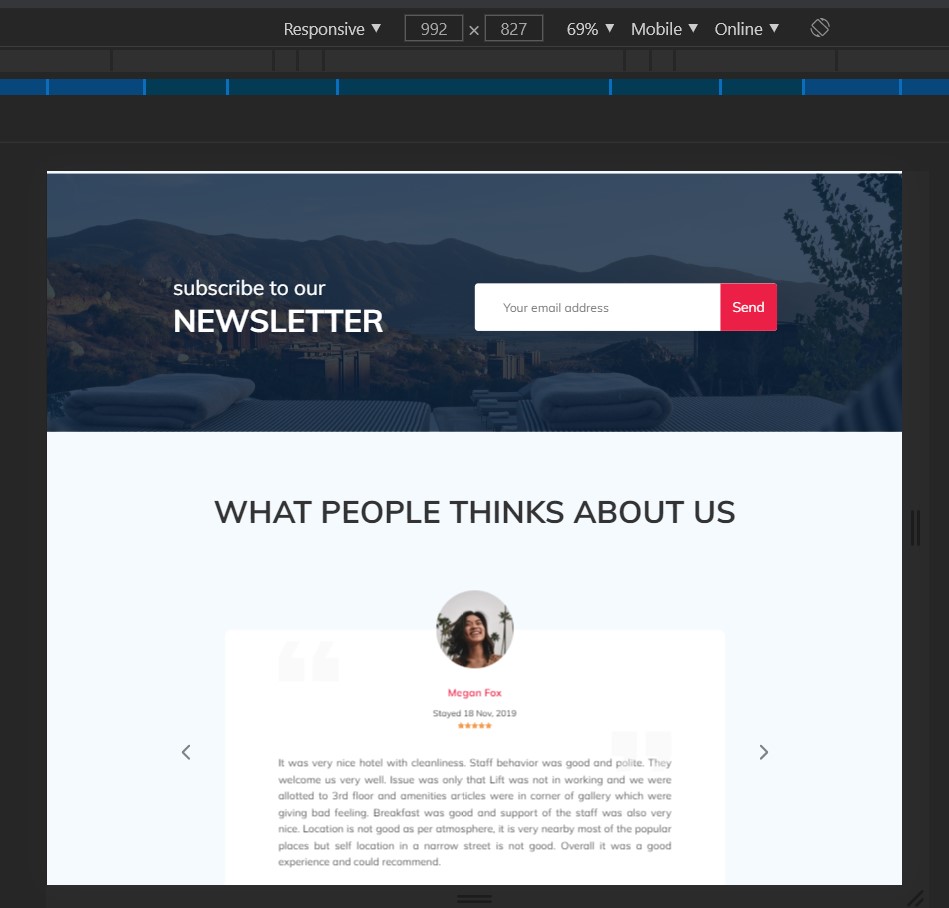 Responsive ▼ 992 × 827 69% ▼ Mobile ▼ Online ▼
subscribe to our
NEWSLETTER
Your email address
Send
WHAT PEOPLE THINKS ABOUT US
Megan Fox
Stayed 18 Nov, 2019
It was very nice hotel with cleanliness. Staff behavior was good and polite. They
welcome us very well. Issue was only that Lift was not in working and we were
allotted to 3rd floor and amenities articles were in corner of gallery which were
giving bad feeling. Breakfast was good and support of the staff was also very
nice. Location is not good as per atmosphere, it is very nearby most of the popular
places but self location in a narrow street is not good. Overall it was a good
experience and could recommend.